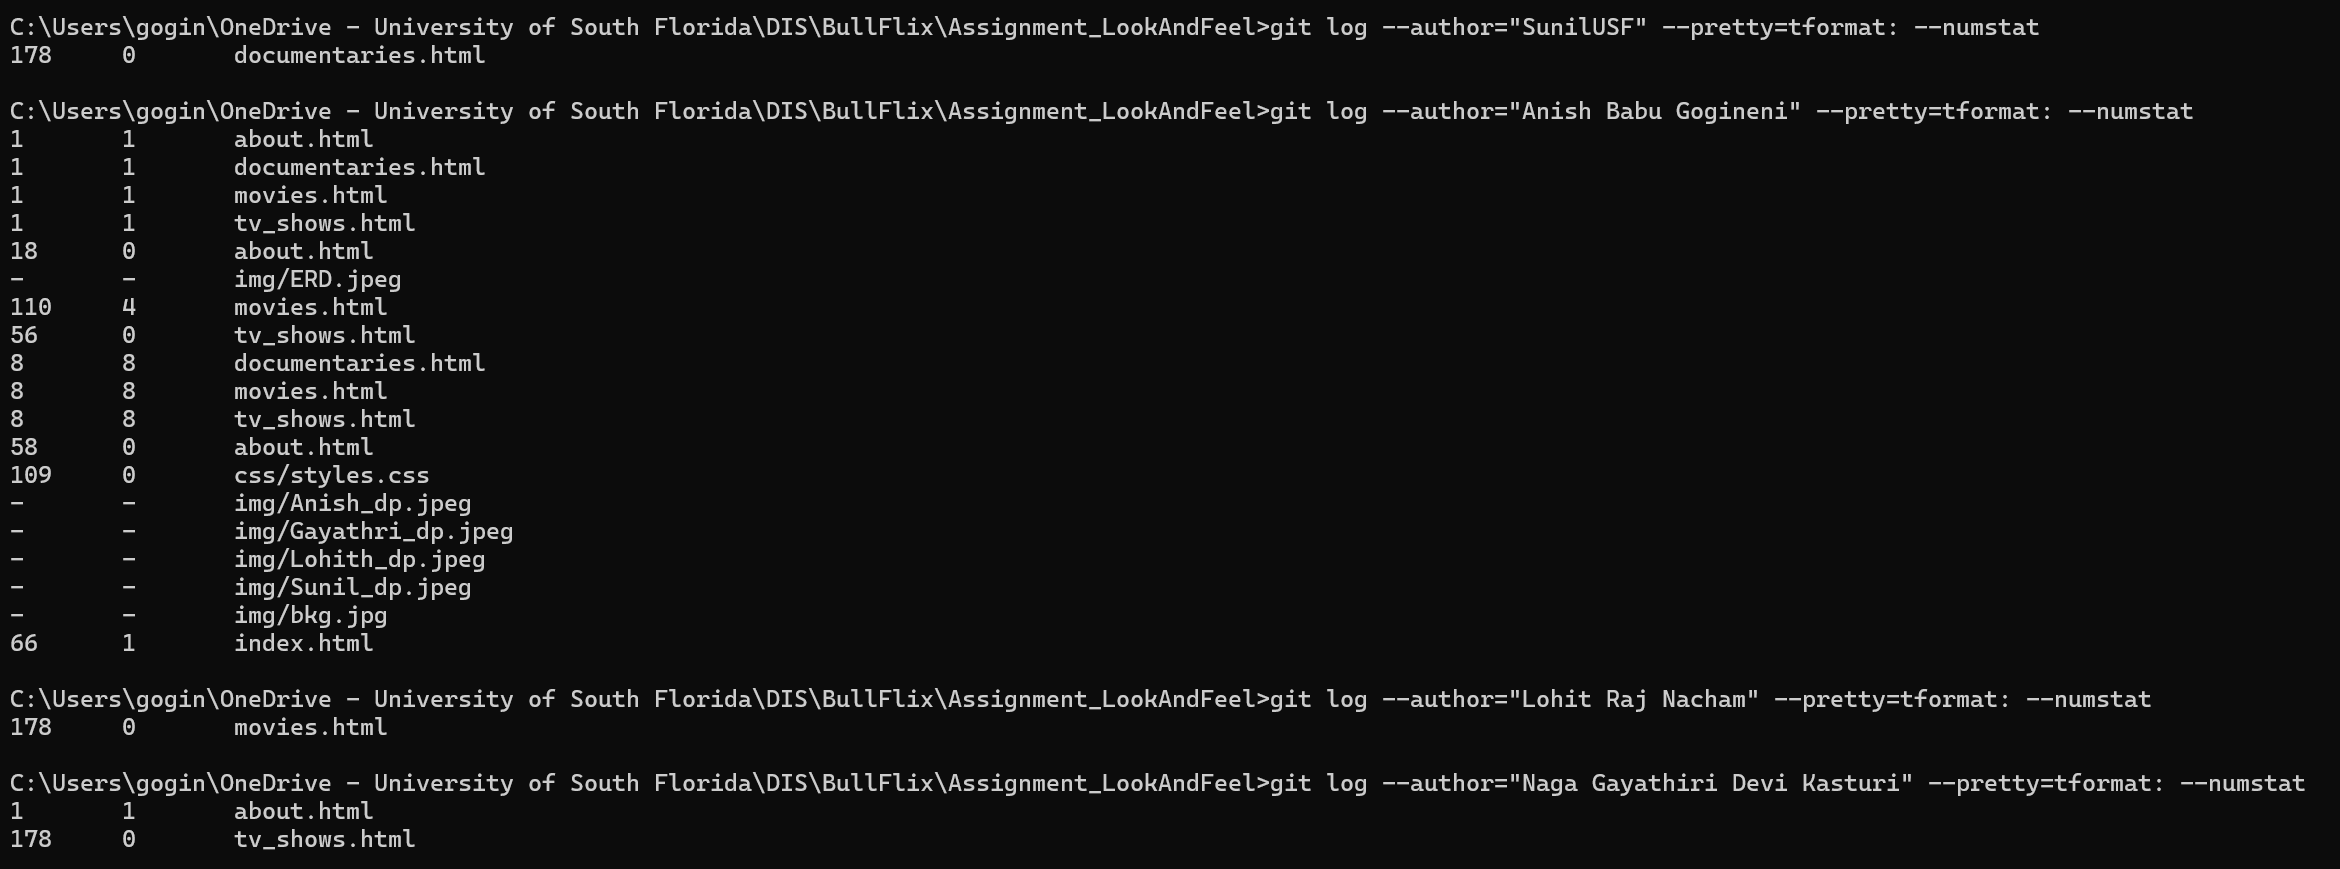 C:\Users\gogin\OneDrive - University of South Florida\DIS\BullFlix\Assignment_LookAndFeel>git log --author="SunilUSF" --pretty=tformat: --numstat
178     0       documentaries.html

C:\Users\gogin\OneDrive - University of South Florida\DIS\BullFlix\Assignment_LookAndFeel>git log --author="Anish Babu Gogineni" --pretty=tformat: --numstat
1       1       about.html
1       1       documentaries.html
1       1       movies.html
1       1       tv_shows.html
18      0       about.html
-       -       img/ERD.jpeg
110     4       movies.html
56      0       tv_shows.html
8       8       documentaries.html
8       8       movies.html
8       8       tv_shows.html
58      0       about.html
109     0       css/styles.css
-       -       img/Anish_dp.jpeg
-       -       img/Gayathri_dp.jpeg
-       -       img/Lohith_dp.jpeg
-       -       img/Sunil_dp.jpeg
-       -       img/bkg.jpg
66      1       index.html

C:\Users\gogin\OneDrive - University of South Florida\DIS\BullFlix\Assignment_LookAndFeel>git log --author="Lohit Raj Nacham" --pretty=tformat: --numstat
178     0       movies.html

C:\Users\gogin\OneDrive - University of South Florida\DIS\BullFlix\Assignment_LookAndFeel>git log --author="Naga Gayathiri Devi Kasturi" --pretty=tformat: --numstat
1       1       about.html
178     0       tv_shows.html